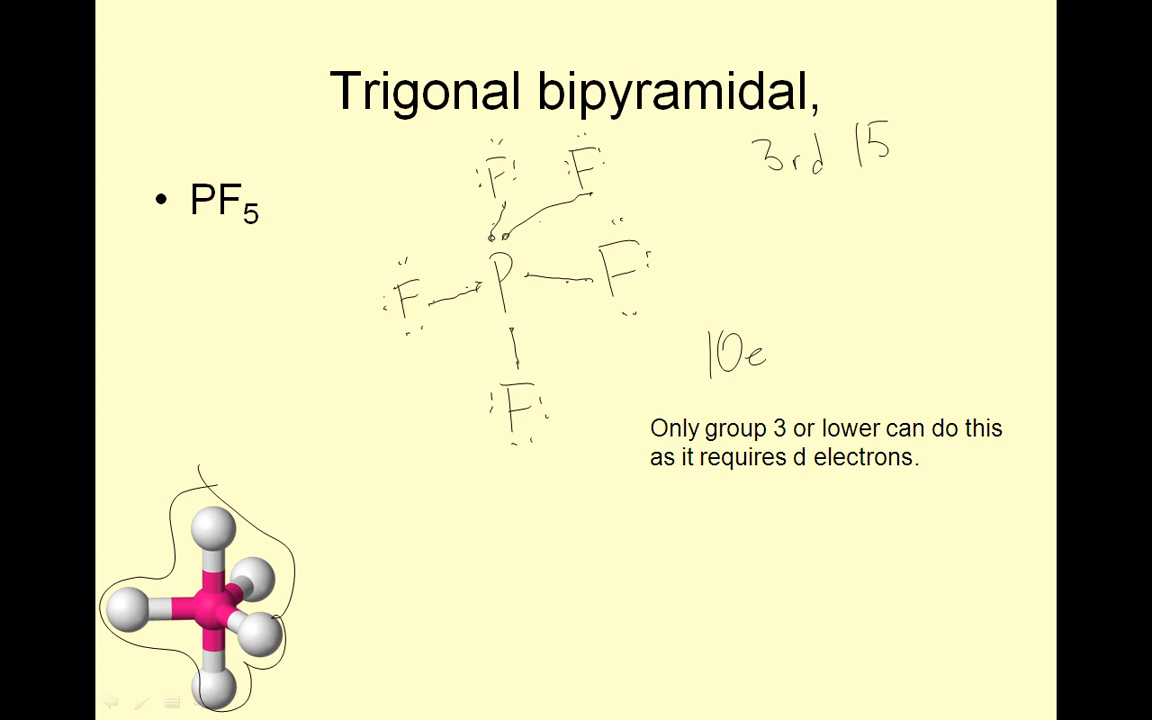 Trigonal bipyramidal,
3rd 15
• PF5
F F
F P F
F
10e
Only group 3 or lower can do this
as it requires d electrons.